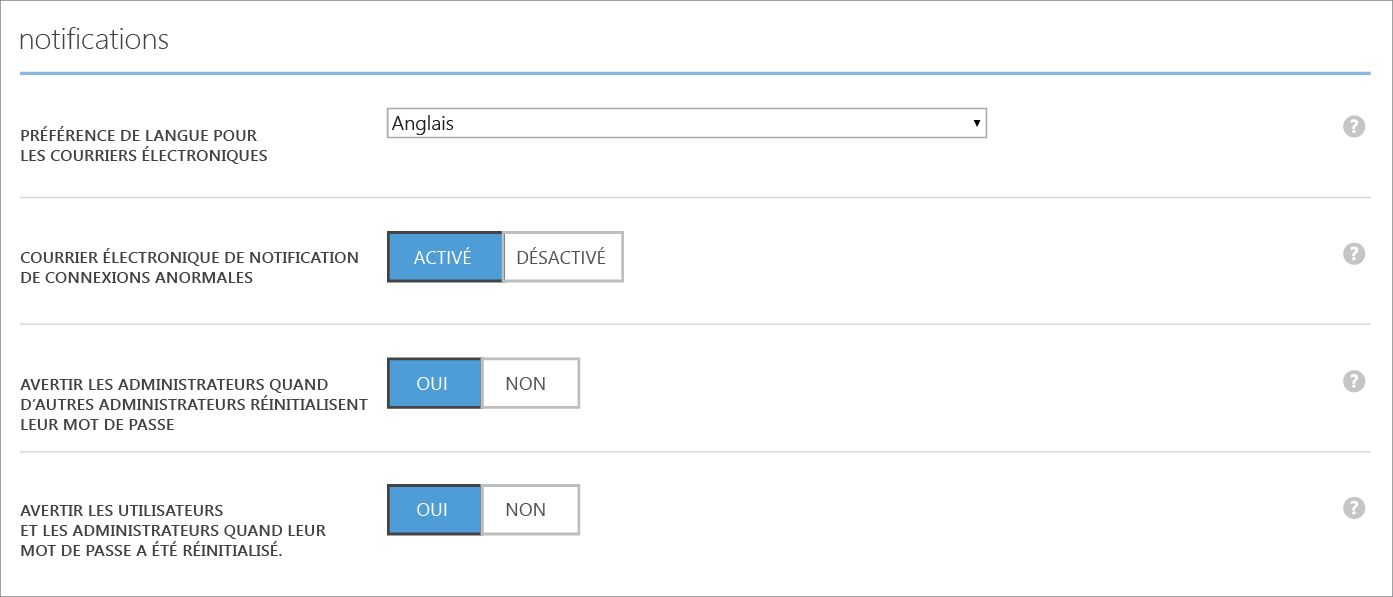 notifications
PRÉFÉRENCE DE LANGUE POUR
LES COURRIERS ÉLECTRONIQUES
Anglais
?
COURRIER ÉLECTRONIQUE DE NOTIFICATION
DE CONNEXIONS ANORMALES
ACTIVÉ DÉSACTIVÉ
?
AVERTIR LES ADMINISTRATEURS QUAND
D’AUTRES ADMINISTRATEURS RÉINITIALISENT
LEUR MOT DE PASSE
OUI NON
?
AVERTIR LES UTILISATEURS
ET LES ADMINISTRATEURS QUAND LEUR
MOT DE PASSE A ÉTÉ RÉINITIALISÉ.
OUI NON
?